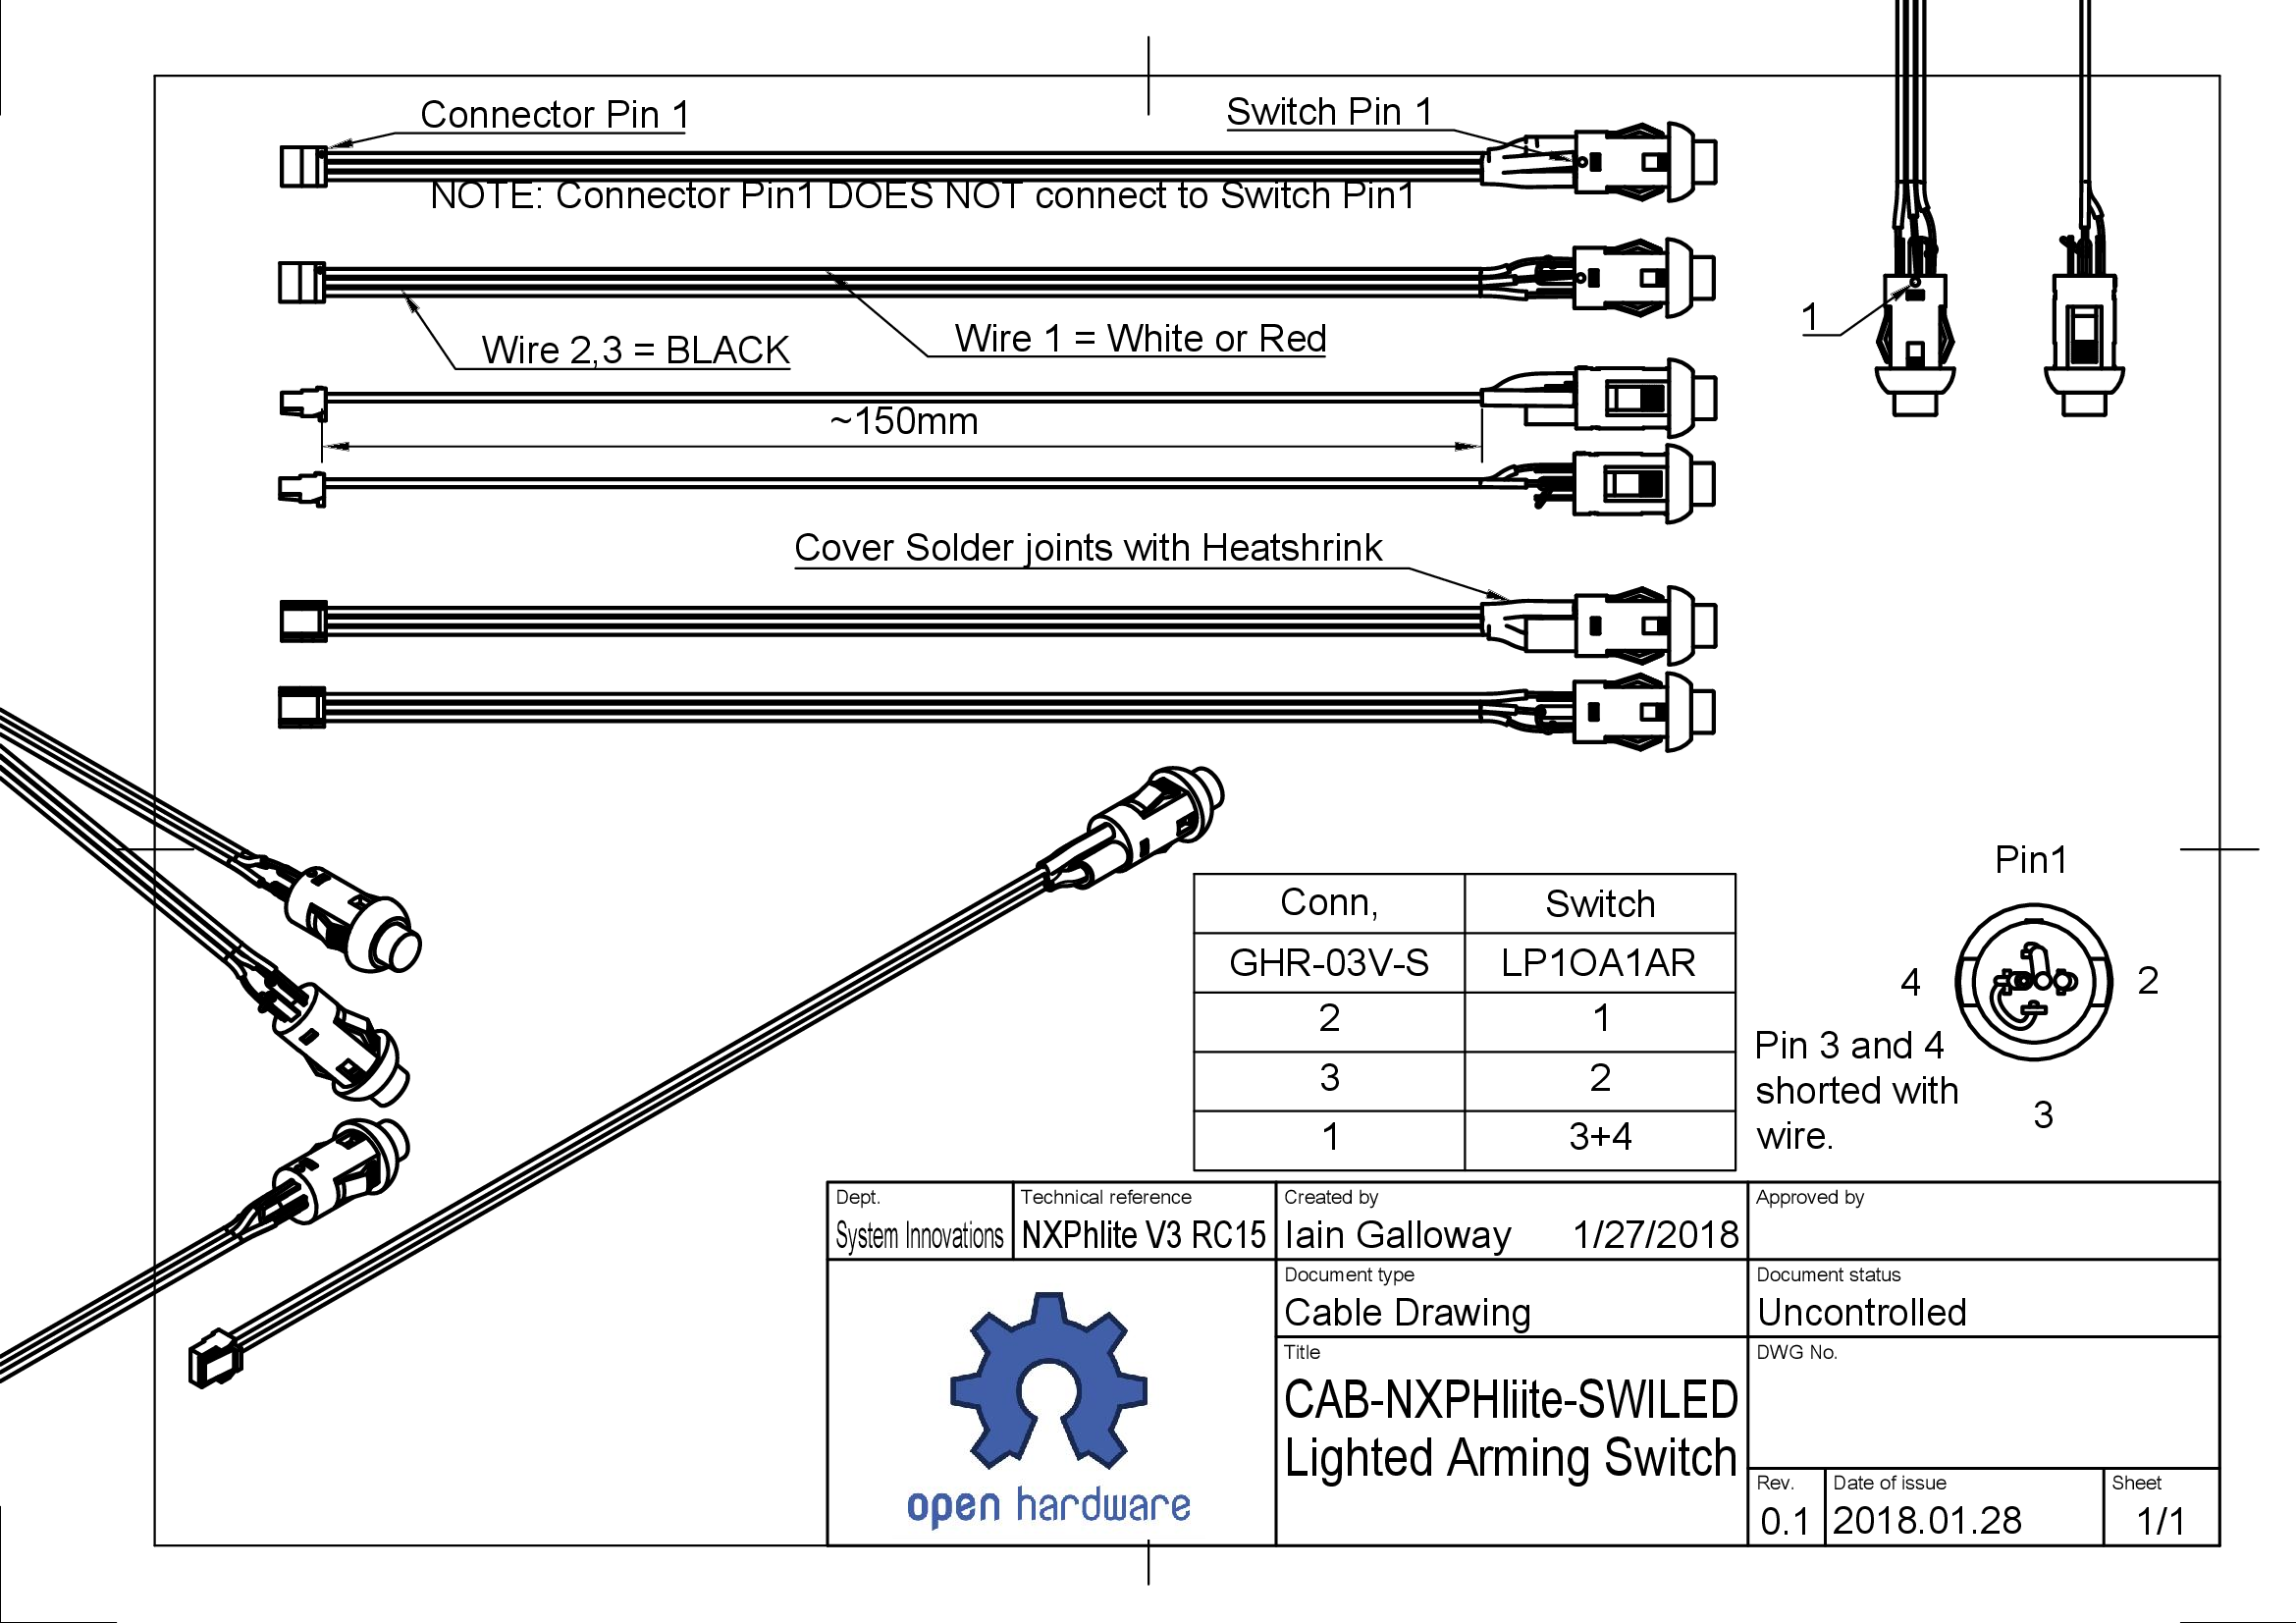 Connector Pin 1
Switch Pin 1
NOTE: Connector Pin1 DOES NOT connect to Switch Pin1
1
Wire 2,3 = BLACK
Wire 1 = White or Red
~150mm
Cover Solder joints with Heatshrink
Pin1
4
2
3
Pin 3 and 4
shorted with
wire.
Conn, Switch
GHR-03V-S LP1OA1AR
2 1
3 2
1 3+4
Dept. Technical reference Created by Approved by
System Innovations NXPhlite V3 RC15 Iain Galloway 1/27/2018
Document type Document status
Cable Drawing Uncontrolled
Title DWG No.
CAB-NXPHliite-SWILED
Lighted Arming Switch
Rev. Date of issue Sheet
0.1 2018.01.28 1/1
open hardware